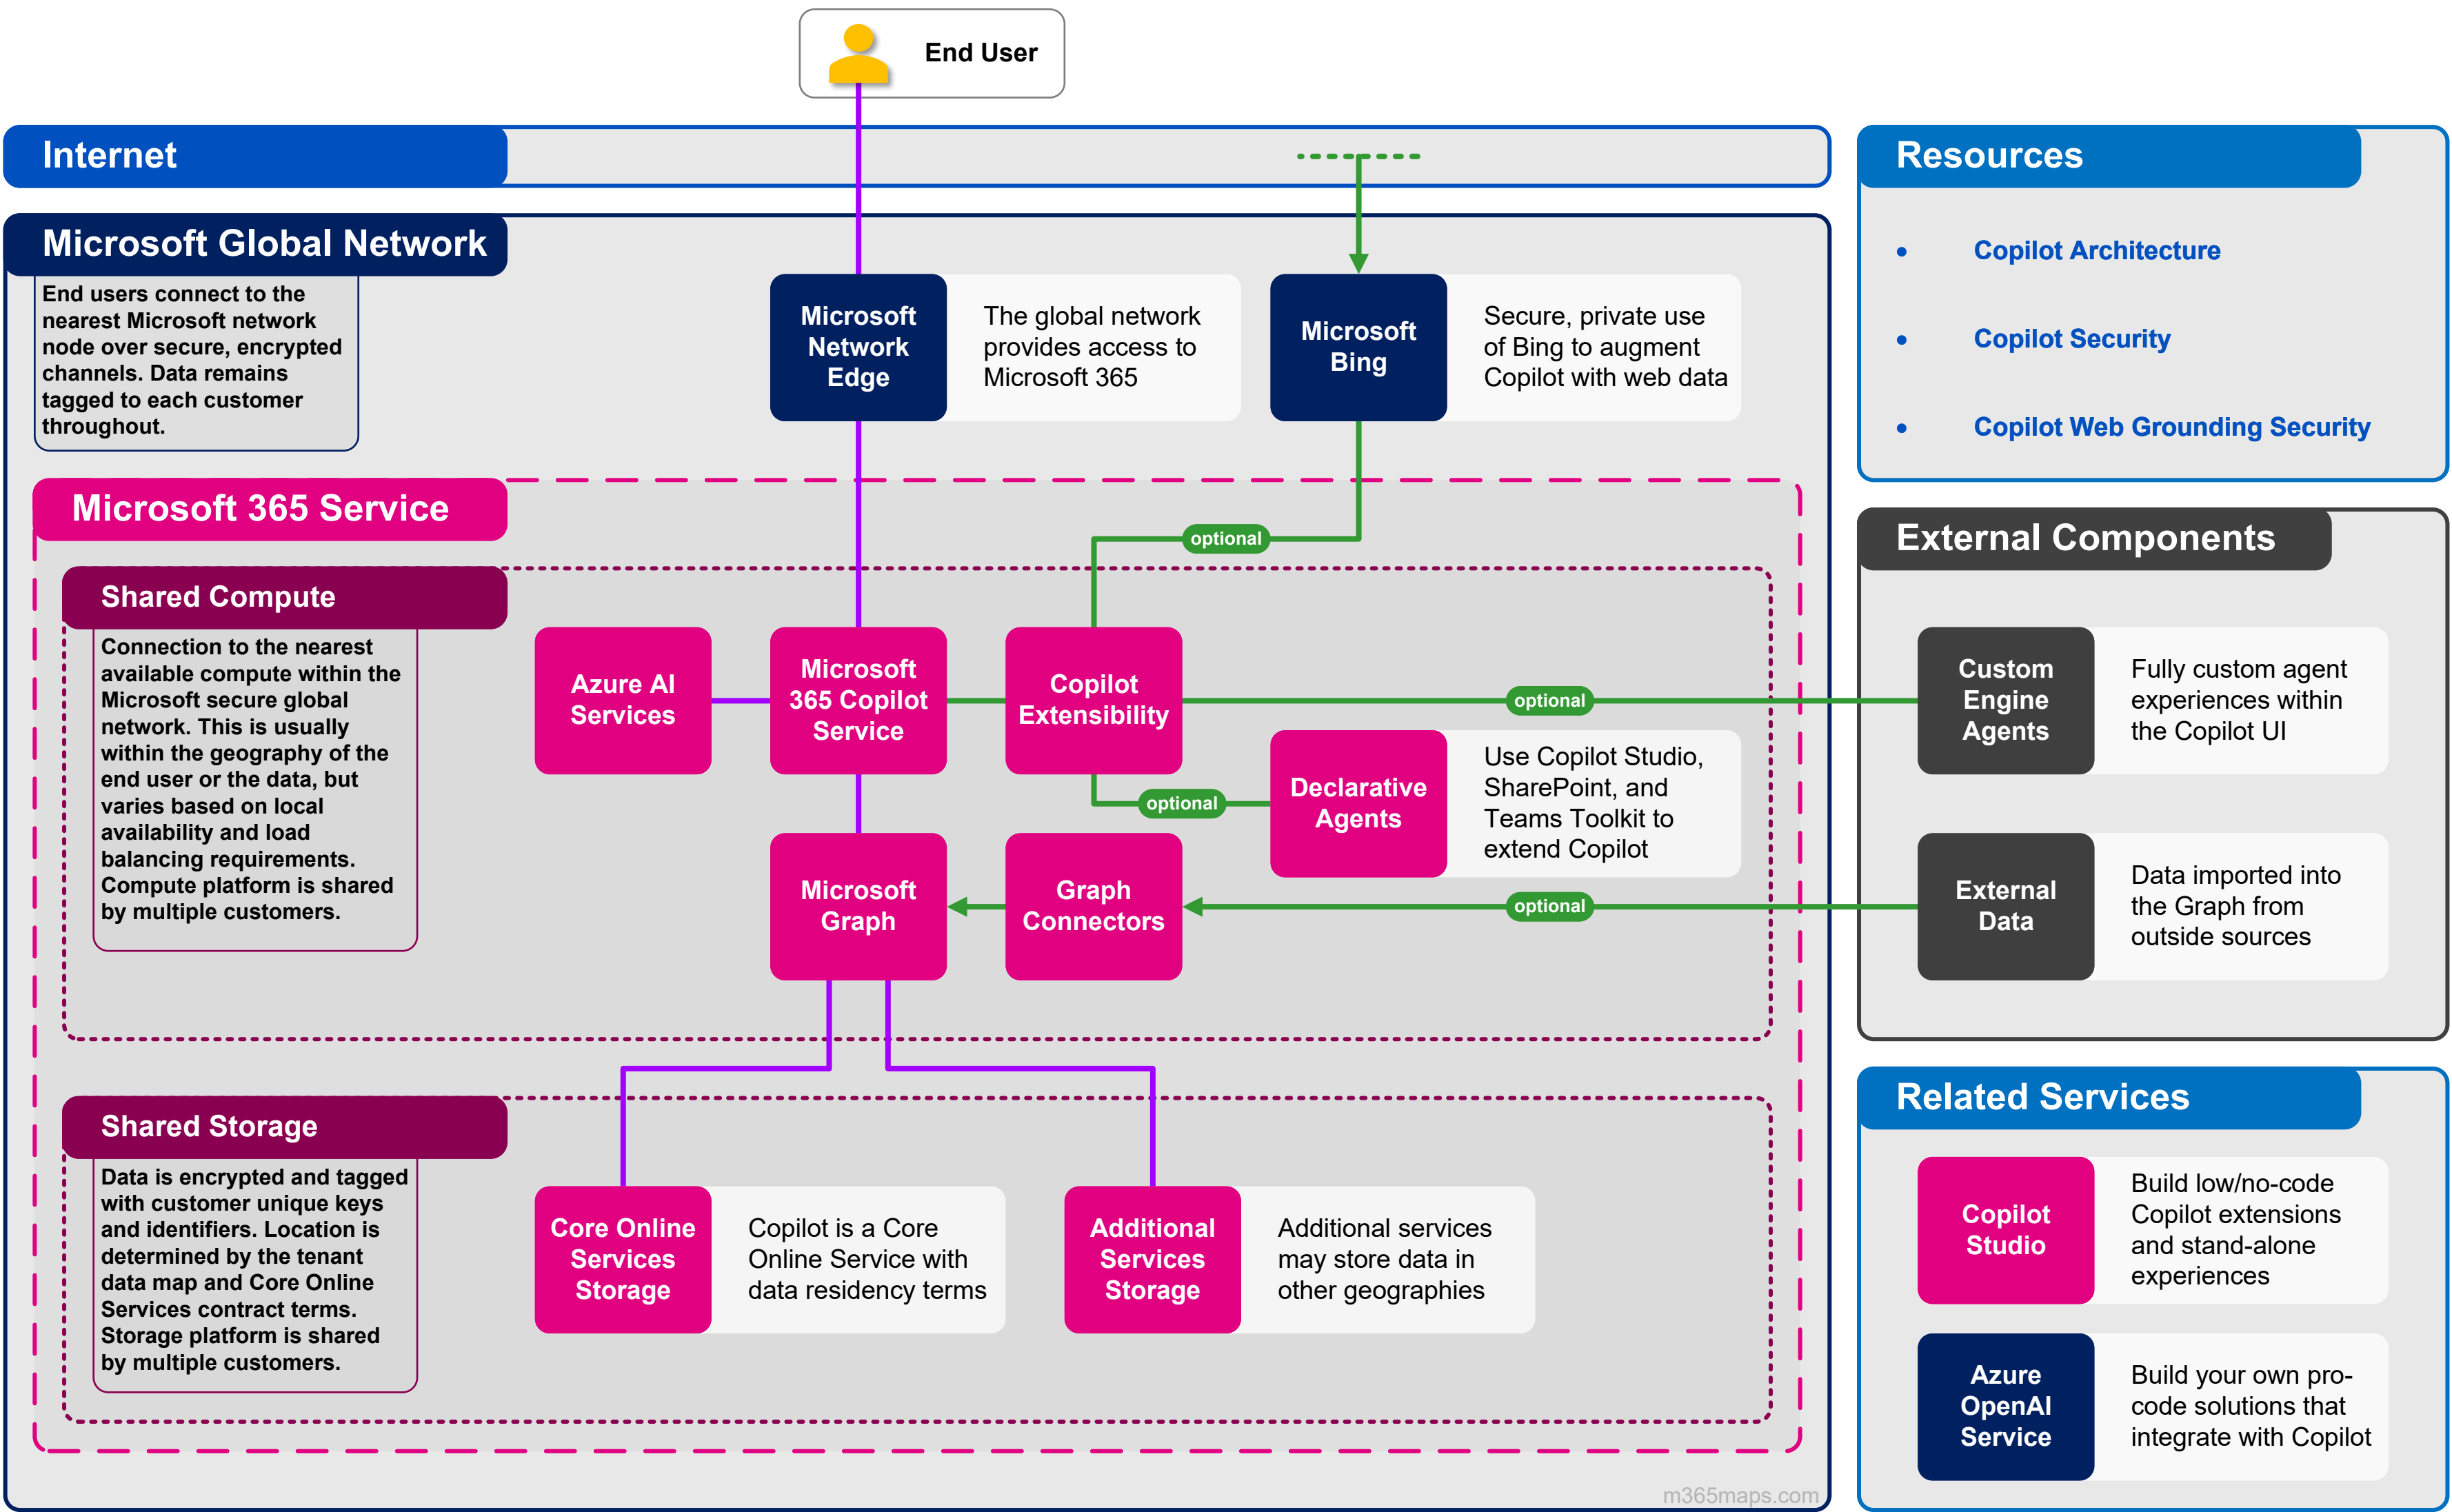 End User
Internet
Microsoft Global Network
End users connect to the
nearest Microsoft network
node over secure, encrypted
channels. Data remains
tagged to each customer
throughout.
Microsoft
Network
Edge
The global network
provides access to
Microsoft 365
Microsoft
Bing
Secure, private use
of Bing to augment
Copilot with web data
Microsoft 365 Service
optional
Shared Compute
Connection to the nearest
available compute within the
Microsoft secure global
network. This is usually
within the geography of the
end user or the data, but
varies based on local
availability and load
balancing requirements.
Compute platform is shared
by multiple customers.
Azure AI
Services
Microsoft
365 Copilot
Service
Copilot
Extensibility
optional
optional
Declarative
Agents
Use Copilot Studio,
SharePoint, and
Teams Toolkit to
extend Copilot
Microsoft
Graph
Graph
Connectors
optional
Shared Storage
Data is encrypted and tagged
with customer unique keys
and identifiers. Location is
determined by the tenant
data map and Core Online
Services contract terms.
Storage platform is shared
by multiple customers.
Core Online
Services
Storage
Copilot is a Core
Online Service with
data residency terms
Additional
Services
Storage
Additional services
may store data in
other geographies
m365maps.com
Resources
• Copilot Architecture
• Copilot Security
• Copilot Web Grounding Security
External Components
Custom
Engine
Agents
Fully custom agent
experiences within
the Copilot UI
External
Data
Data imported into
the Graph from
outside sources
Related Services
Copilot
Studio
Build low/no-code
Copilot extensions
and stand-alone
experiences
Azure
OpenAI
Service
Build your own pro-
code solutions that
integrate with Copilot